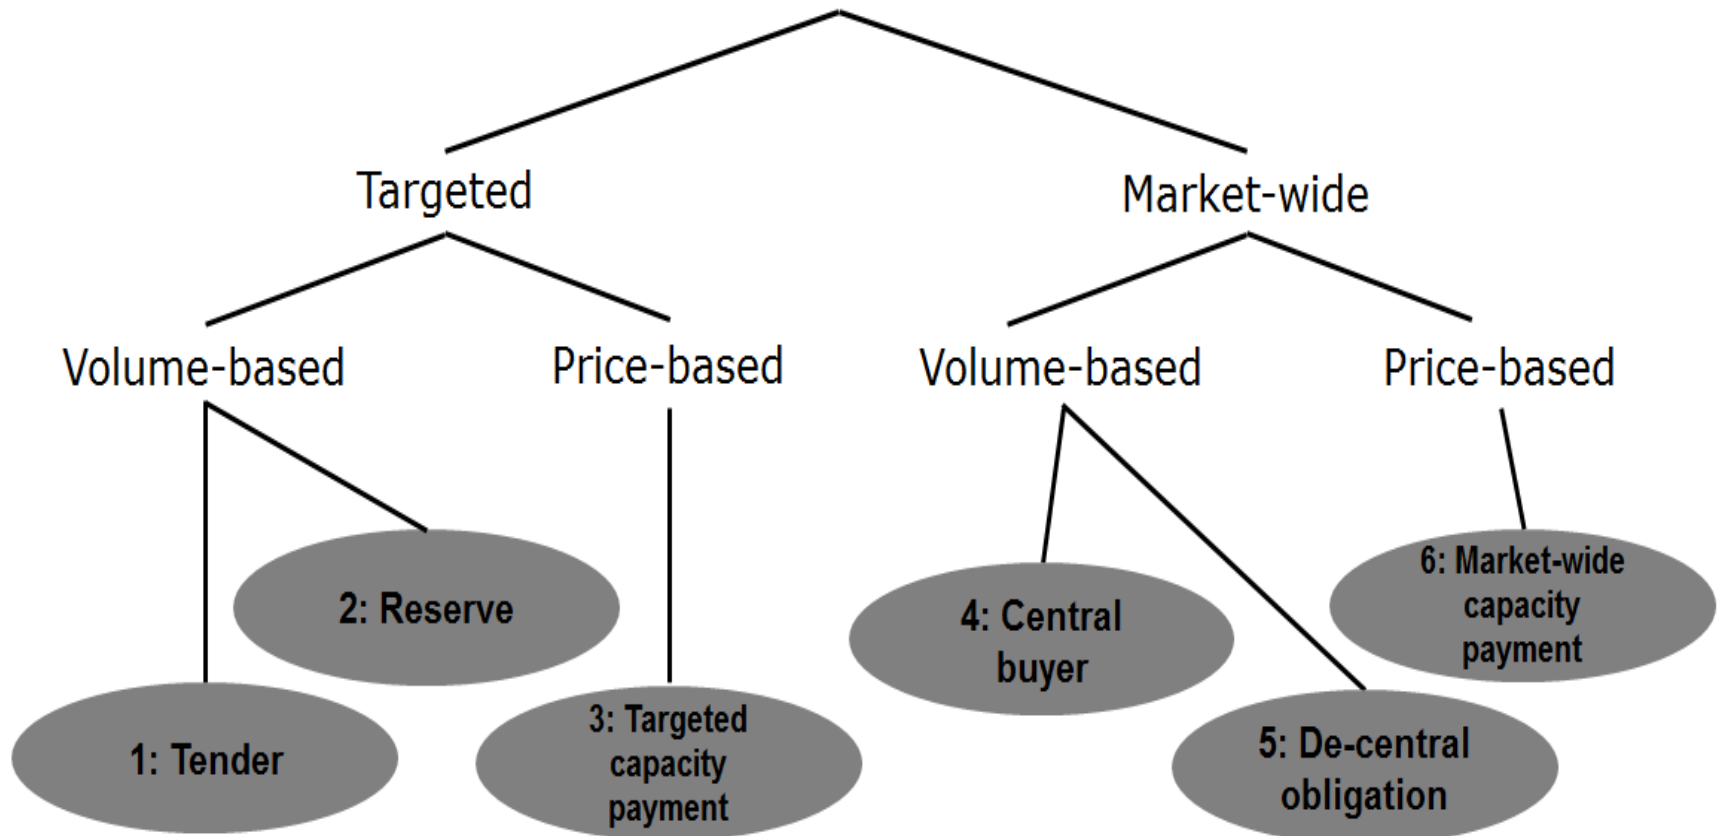 Targeted
Market-wide
Volume-based
Price-based
Volume-based
Price-based
1: Tender
2: Reserve
3: Targeted
capacity
payment
4: Central
buyer
5: De-central
obligation
6: Market-wide
capacity
payment